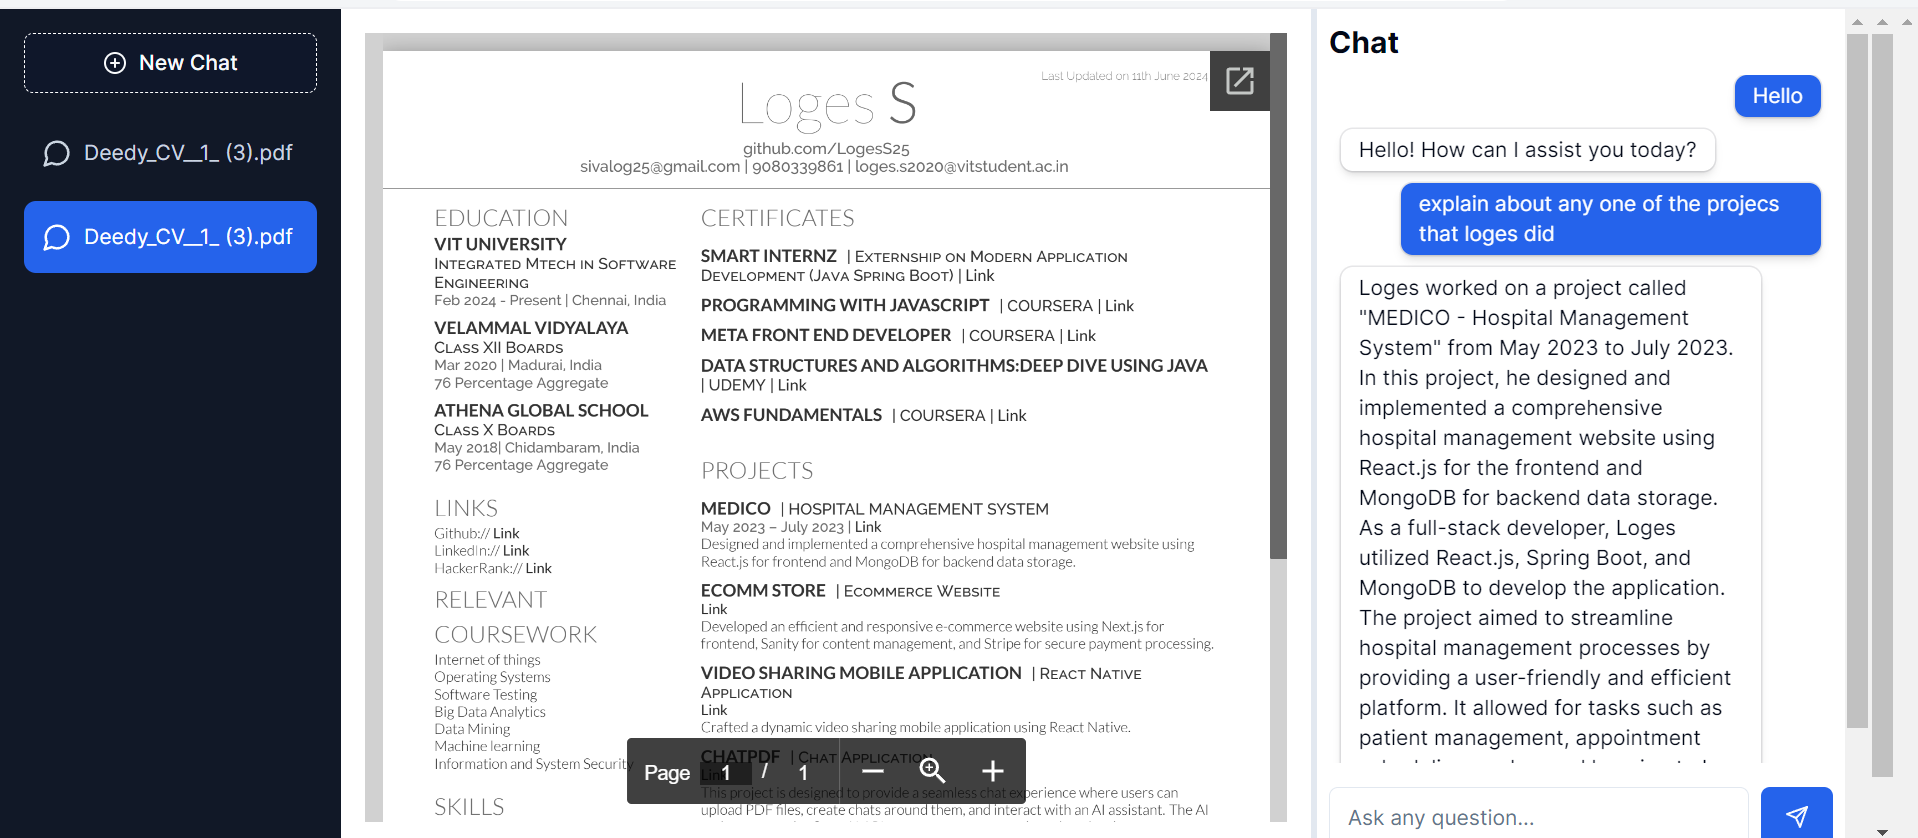 New Chat
Deedy_CV__1_ (3).pdf
Deedy_CV__1_ (3).pdf
Last Updated on 11th June 2024
Loges S
github.com/LogesS25
sivalog25@gmail.com | 9080339861 | loges.s2020@vitstudent.ac.in
EDUCATION
VIT UNIVERSITY
Integrated Mtech in Software
Engineering
Feb 2024 - Present | Chennai, India
VELAMMAL VIDYALAYA
Class XII Boards
Mar 2020 | Madurai, India
76 Percentage Aggregate
ATHENA GLOBAL SCHOOL
Class X Boards
May 2018| Chidambaram, India
76 Percentage Aggregate
LINKS
Github:// Link
LinkedIn:// Link
HackerRank:// Link
RELEVANT
COURSEWORK
Internet of things
Operating Systems
Software Testing
Big Data Analytics
Data Mining
Machine learning
Information and System Security
SKILLS
CERTIFICATES
SMART INTERNZ | Externship on Modern Application
Development (Java Spring Boot) | Link
PROGRAMMING WITH JAVASCRIPT | COURSERA | Link
META FRONT END DEVELOPER | COURSERA | Link
DATA STRUCTURES AND ALGORITHMS:DEEP DIVE USING JAVA
| UDEMY | Link
AWS FUNDAMENTALS | COURSERA | Link
PROJECTS
MEDICO | HOSPITAL MANAGEMENT SYSTEM
May 2023 – July 2023 | Link
Designed and implemented a comprehensive hospital management website using
React.js for frontend and MongoDB for backend data storage.
ECOMM STORE | Ecommerce Website
Link
Developed an efficient and responsive e-commerce website using Next.js for
frontend, Sanity for content management, and Stripe for secure payment processing.
VIDEO SHARING MOBILE APPLICATION | React Native
Application
Link
Crafted a dynamic video sharing mobile application using React Native.
CHATPDF | Chat Application
Link
This project is designed to provide a seamless chat experience where users can
upload PDF files, create chats around them, and interact with an AI assistant. The AI
Page 1 / 1
Chat
Hello
Hello! How can I assist you today?
explain about any one of the projecs
that loges did
Loges worked on a project called
"MEDICO - Hospital Management
System" from May 2023 to July 2023.
In this project, he designed and
implemented a comprehensive
hospital management website using
React.js for the frontend and
MongoDB for backend data storage.
As a full-stack developer, Loges
utilized React.js, Spring Boot, and
MongoDB to develop the application.
The project aimed to streamline
hospital management processes by
providing a user-friendly and efficient
platform. It allowed for tasks such as
patient management, appointment
Ask any question...